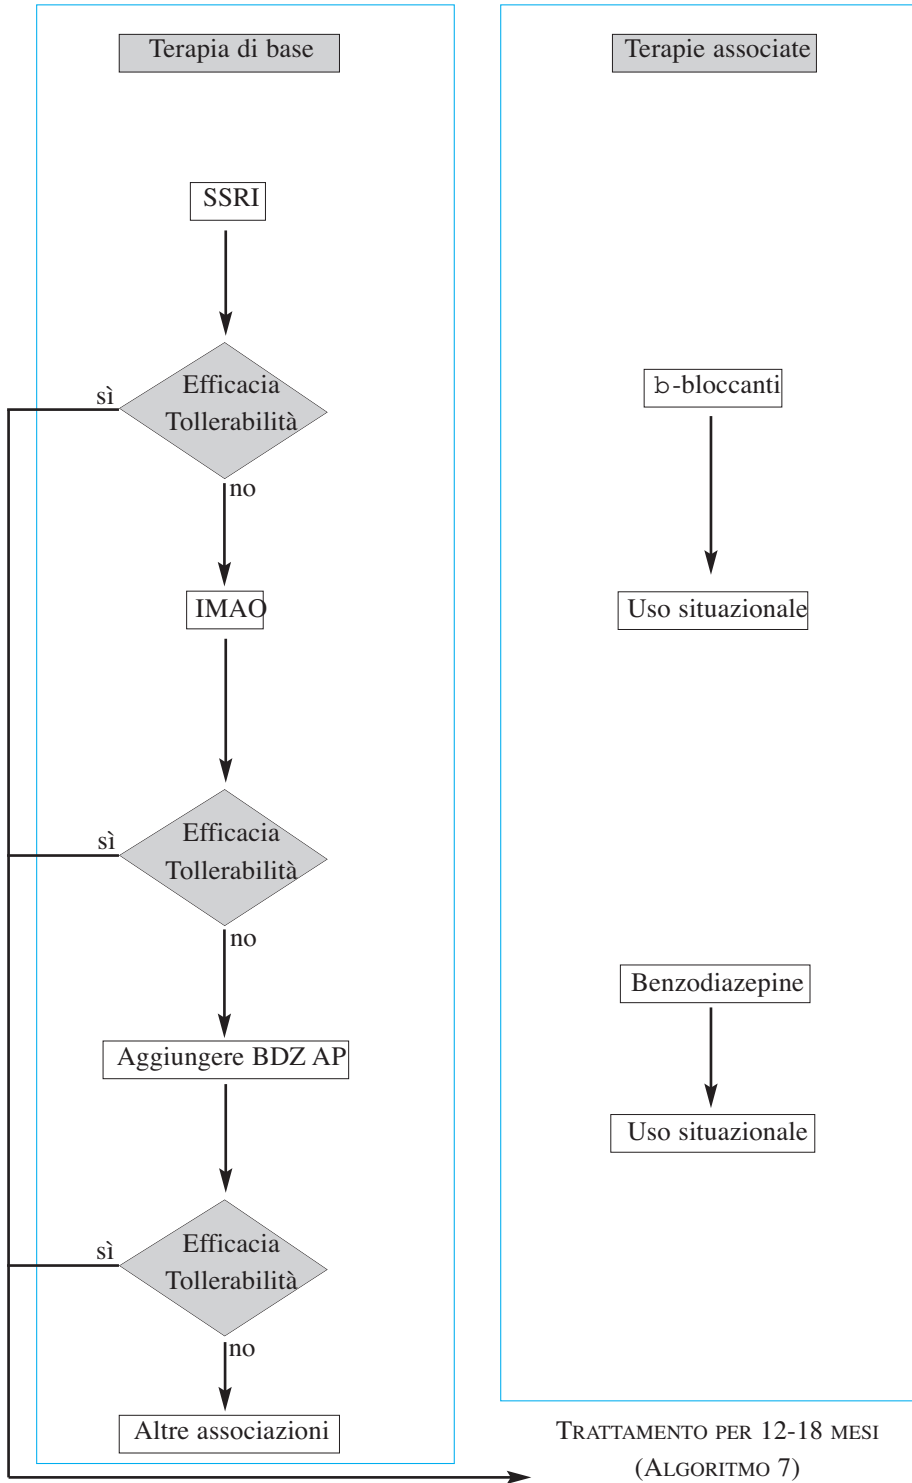 Terapia di base
SSRI
Efficacia
Tollerabilità
sì
no
IMAO
Efficacia
Tollerabilità
sì
no
Aggiungere BDZ AP
Efficacia
Tollerabilità
sì
no
Altre associazioni
Terapie associate
b-bloccanti
Uso situazionale
Benzodiazepine
Uso situazionale
TRATTAMENTO PER 12-18 MESI
(ALGORITMO 7)